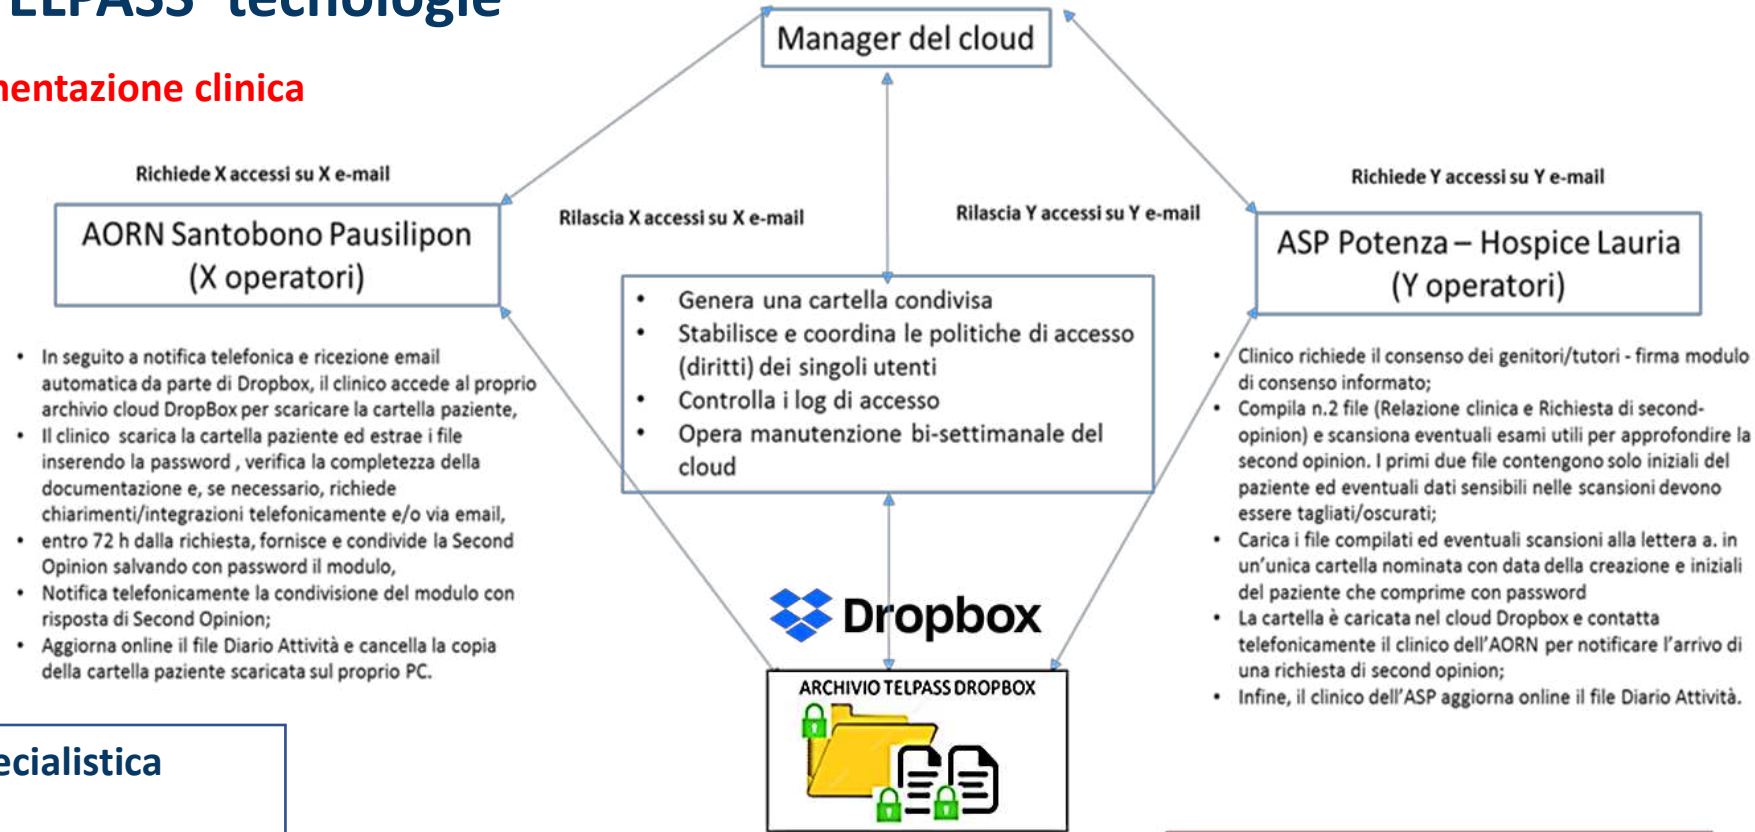 ELPASS tecnologie
mentazione clinica
Manager del cloud
Richiede X accessi su X e-mail
AORN Santobono Pausilipon
(X operatori)
Rilascia X accessi su X e-mail
Rilascia Y accessi su Y e-mail
Richiede Y accessi su Y e-mail
ASP Potenza – Hospice Lauria
(Y operatori)
• Genera una cartella condivisa
• Stabilisce e coordina le politiche di accesso
(diritti) dei singoli utenti
• Controlla i log di accesso
• Opera manutenzione bi-settimanale del
cloud
• In seguito a notifica telefonica e ricezione email
automatica da parte di Dropbox, il clinico accede al proprio
archivio cloud DropBox per scaricare la cartella paziente,
• Il clinico scarica la cartella paziente ed estrae i file
inserendo la password , verifica la completezza della
documentazione e, se necessario, richiede
chiarimenti/integrazioni telefonicamente e/o via email,
• entro 72 h dalla richiesta, fornisce e condivide la Second
Opinion salvando con password il modulo,
• Notifica telefonicamente la condivisione del modulo con
risposta di Second Opinion;
• Aggiorna online il file Diario Attività e cancella la copia
della cartella paziente scaricata sul proprio PC.
• Clinico richiede il consenso dei genitori/tutori - firma modulo
di consenso informato;
• Compila n.2 file (Relazione clinica e Richiesta di second-
opinion) e scansiona eventuali esami utili per approfondire la
second opinion. I primi due file contengono solo iniziali del
paziente ed eventuali dati sensibili nelle scansioni devono
essere tagliati/oscurati;
• Carica i file compilati ed eventuali scansioni alla lettera a. in
un'unica cartella nominata con data della creazione e iniziali
del paziente che comprime con password
• La cartella è caricata nel cloud Dropbox e contatta
telefonicamente il clinico dell'AORN per notificare l'arrivo di
una richiesta di second opinion;
• Infine, il clinico dell'ASP aggiorna online il file Diario Attività.
Dropbox
ARCHIVIO TELPASS DROPBOX
ecialistica